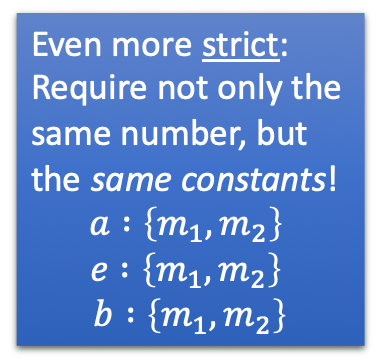 Even more strict:
Require not only the
same number, but
the same constants!
a : {m₁, m₂}
e : {m₁, m₂}
b : {m₁, m₂}